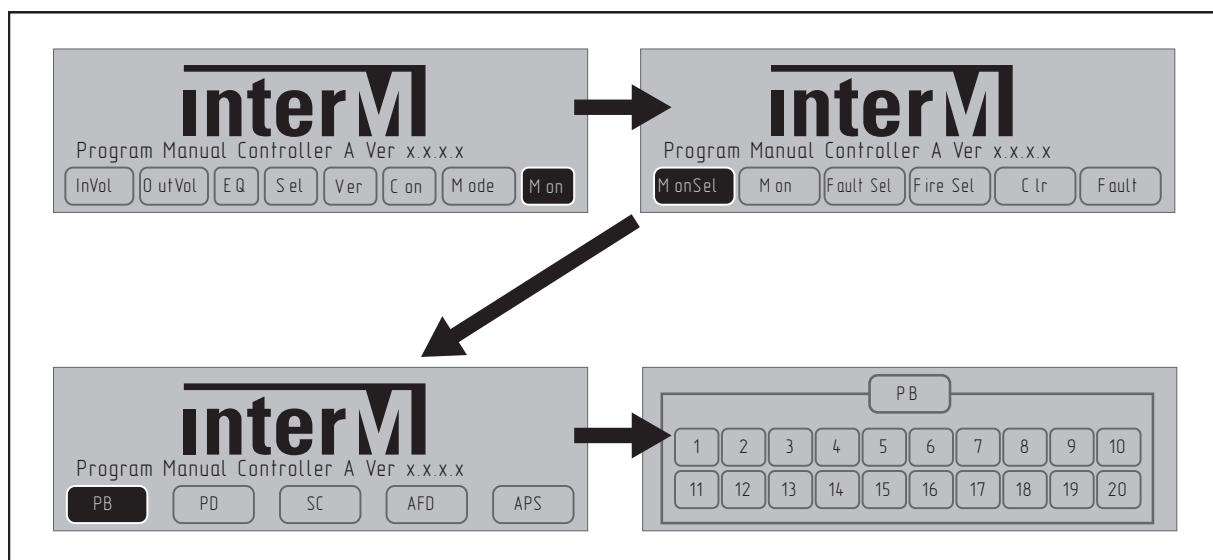 interM
Program Manual Controller A Ver x.x.x.x
InVol OutVol EQ Sel Ver Con Mode Mon
interM
Program Manual Controller A Ver x.x.x.x
MonSel Mon Fault Sel Fire Sel Clr Fault
interM
Program Manual Controller A Ver x.x.x.x
PB PD SC AFD APS
PB
1 2 3 4 5 6 7 8 9 10
11 12 13 14 15 16 17 18 19 20